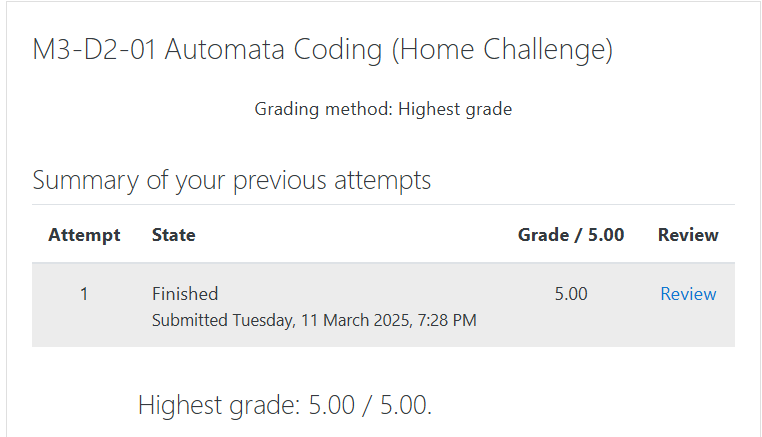 M3-D2-01 Automata Coding (Home Challenge)
Grading method: Highest grade
Summary of your previous attempts
Attempt State Grade / 5.00 Review
1 Finished 5.00 Review
Submitted Tuesday, 11 March 2025, 7:28 PM
Highest grade: 5.00 / 5.00.